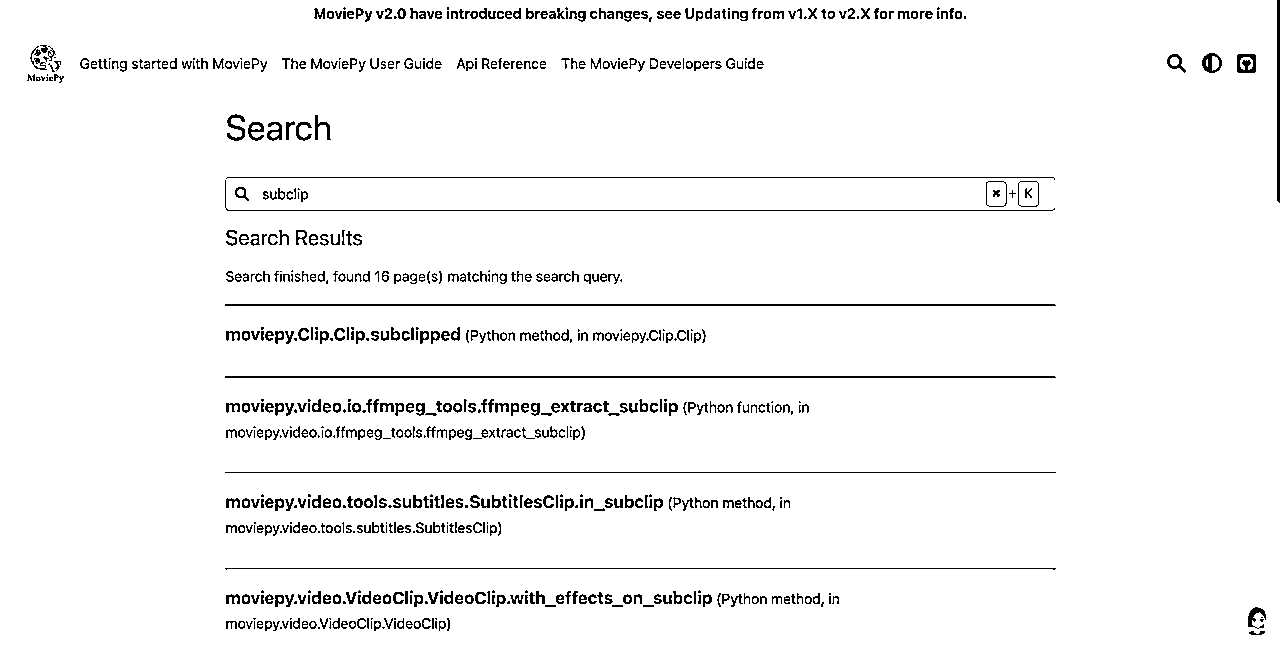 MoviePy v2.0 have introduced breaking changes, see Updating from v1.X to v2.X for more info.
MoviePy
Getting started with MoviePy The MoviePy User Guide Api Reference The MoviePy Developers Guide
Search
subclip ⌘+K
Search Results
Search finished, found 16 page(s) matching the search query.
moviepy.Clip.Clip.subclipped (Python method, in moviepy.Clip.Clip)
moviepy.video.io.ffmpeg_tools.ffmpeg_extract_subclip (Python function, in
moviepy.video.io.ffmpeg_tools.ffmpeg_extract_subclip)
moviepy.video.tools.subtitles.SubtitlesClip.in_subclip (Python method, in
moviepy.video.tools.subtitles.SubtitlesClip)
moviepy.video.VideoClip.VideoClip.with_effects_on_subclip (Python method, in
moviepy.video.VideoClip.VideoClip)